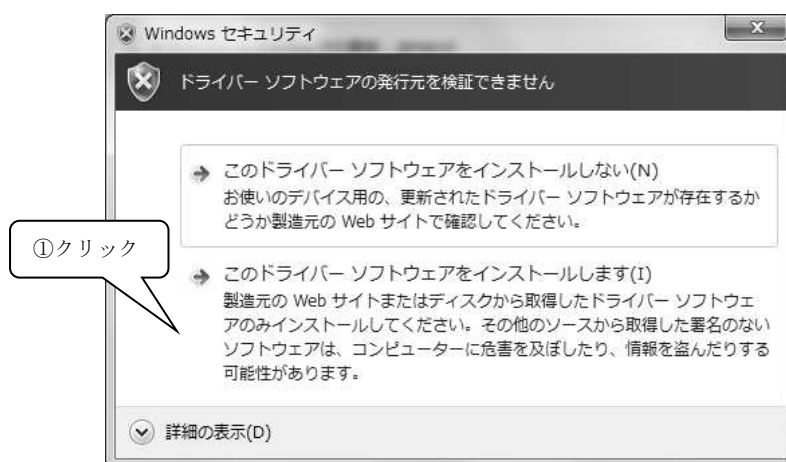 Windows セキュリティ
ドライバー ソフトウェアの発行元を検証できません
このドライバー ソフトウェアをインストールしない(N)
お使いのデバイス用の、更新されたドライバー ソフトウェアが存在するか
どうか製造元の Web サイトで確認してください。
①クリック
このドライバー ソフトウェアをインストールします(I)
製造元の Web サイトまたはディスクから取得したドライバー ソフトウェ
アのみインストールしてください。その他のソースから取得した署名のない
ソフトウェアは、コンピューターに危害を及ぼしたり、情報を盗んだりする
可能性があります。
詳細の表示(D)